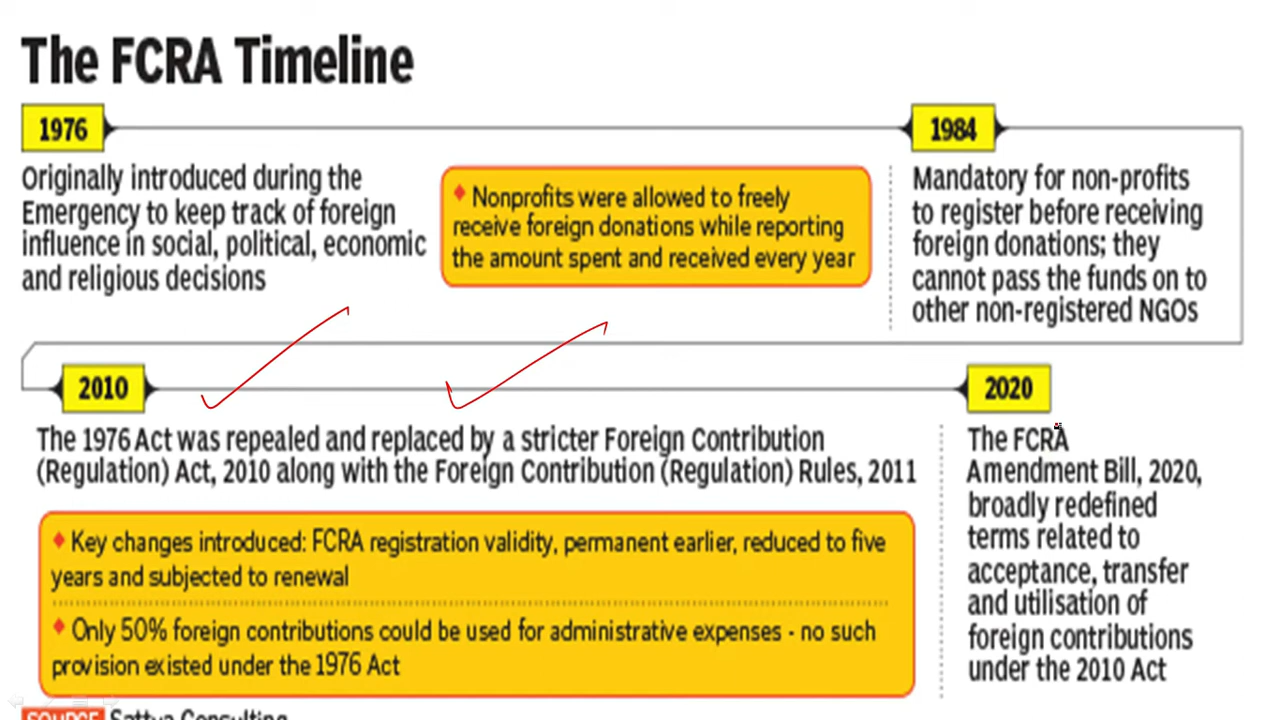 The FCRA Timeline
1976
Originally introduced during the
Emergency to keep track of foreign
influence in social, political, economic
and religious decisions
♦ Nonprofits were allowed to freely
receive foreign donations while reporting
the amount spent and received every year
1984
Mandatory for non-profits
to register before receiving
foreign donations; they
cannot pass the funds on to
other non-registered NGOs
2010
The 1976 Act was repealed and replaced by a stricter Foreign Contribution
(Regulation) Act, 2010 along with the Foreign Contribution (Regulation) Rules, 2011
♦ Key changes introduced: FCRA registration validity, permanent earlier, reduced to five
years and subjected to renewal
♦ Only 50% foreign contributions could be used for administrative expenses - no such
provision existed under the 1976 Act
2020
The FCRA
Amendment Bill, 2020,
broadly redefined
terms related to
acceptance, transfer
and utilisation of
foreign contributions
under the 2010 Act
SOURCE Sattva Consulting